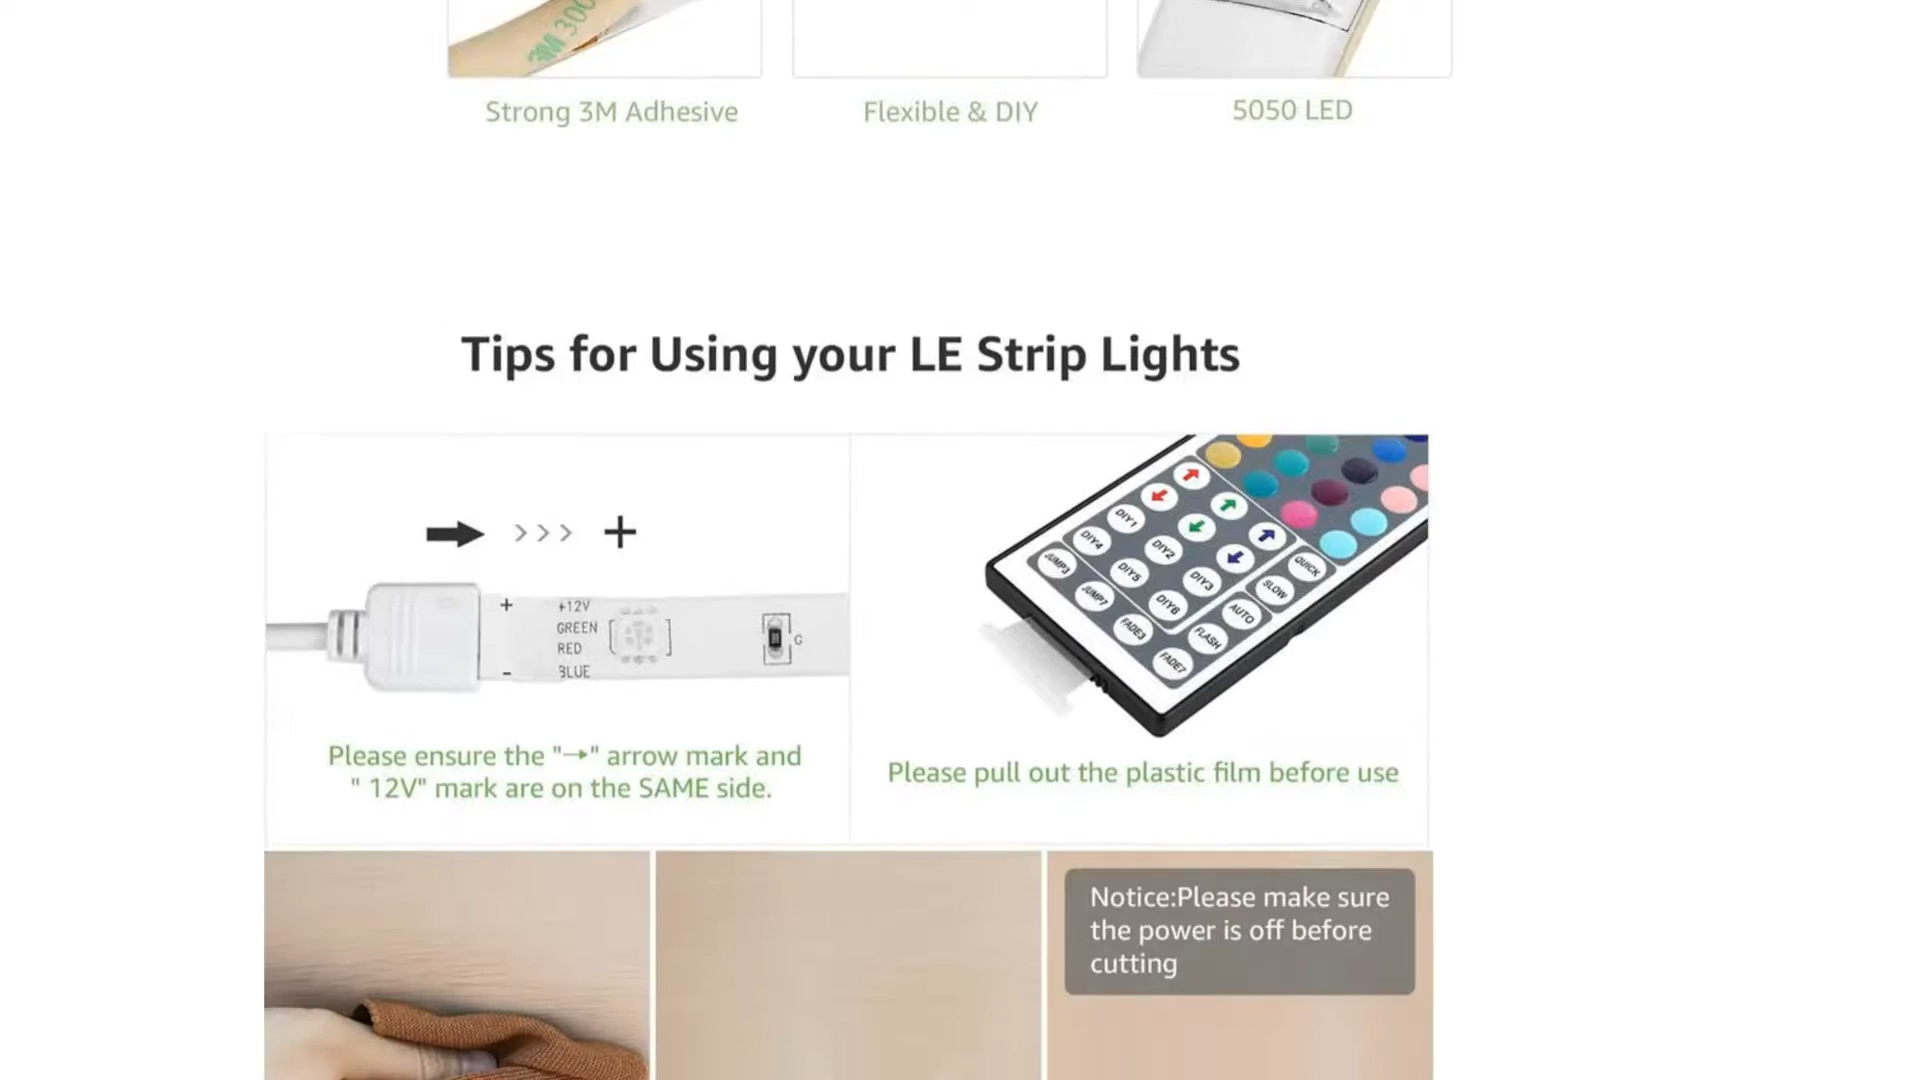 3M 300
Strong 3M Adhesive
Flexible & DIY
5050 LED
Tips for Using your LE Strip Lights
+
+ +12V
GREEN
RED
- BLUE
G
DIY1
DIY4
DIY2
JUMP3
DIY5
DIY3
QUICK
JUMP7
DIY6
SLOW
FADE3
AUTO
FLASH
FADE7
Please ensure the "→" arrow mark and
" 12V" mark are on the SAME side.
Please pull out the plastic film before use
Notice:Please make sure
the power is off before
cutting